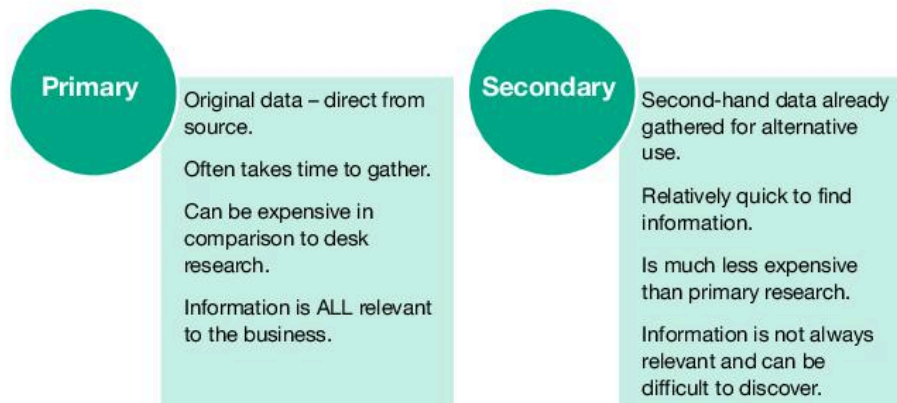 Primary
Original data – direct from
source.
Often takes time to gather.
Can be expensive in
comparison to desk
research.
Information is ALL relevant
to the business.
Secondary
Second-hand data already
gathered for alternative
use.
Relatively quick to find
information.
Is much less expensive
than primary research.
Information is not always
relevant and can be
difficult to discover.